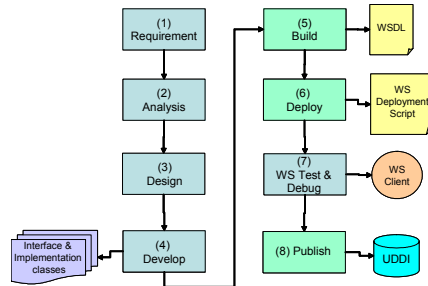 (1)
Requirement
(2)
Analysis
(3)
Design
(4)
Develop
Interface &
Implementation
classes
(5)
Build
WSDL
(6)
Deploy
WS
Deployment
Script
(7)
WS Test &
Debug
WS
Client
(8) Publish
UDDI